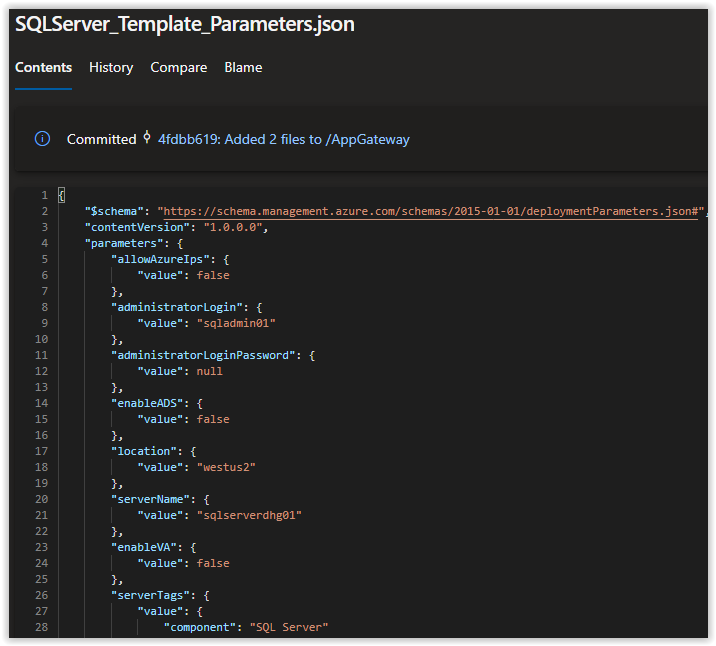 SQLServer_Template_Parameters.json
Contents History Compare Blame
Committed 4fdbb619: Added 2 files to /AppGateway
1 {
2 "$schema": "https://schema.management.azure.com/schemas/2015-01-01/deploymentParameters.json#",
3 "contentVersion": "1.0.0.0",
4 "parameters": {
5 "allowAzureIps": {
6 "value": false
7 },
8 "administratorLogin": {
9 "value": "sqladmin01"
10 },
11 "administratorLoginPassword": {
12 "value": null
13 },
14 "enableADS": {
15 "value": false
16 },
17 "location": {
18 "value": "westus2"
19 },
20 "serverName": {
21 "value": "sqlserverdhg01"
22 },
23 "enableVA": {
24 "value": false
25 },
26 "serverTags": {
27 "value": {
28 "component": "SQL Server"